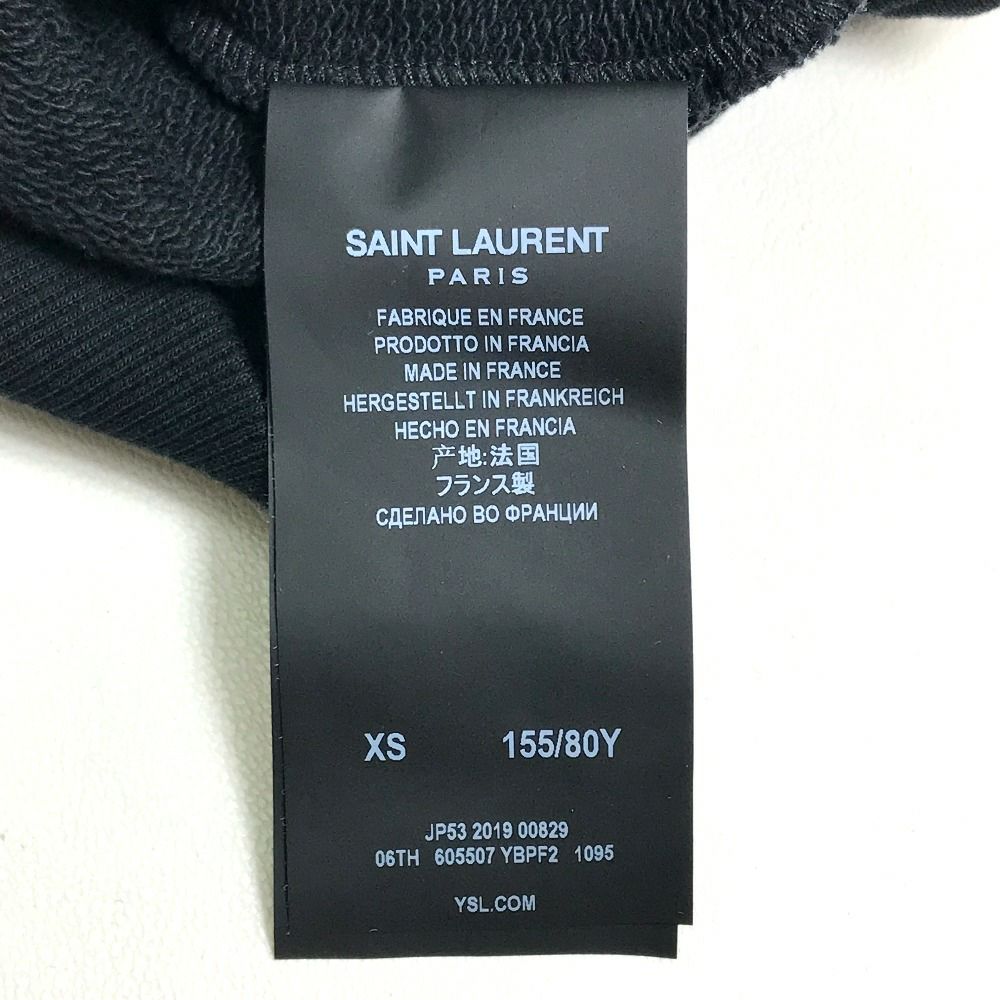 SAINT LAURENT
PARIS
FABRIQUE EN FRANCE
PRODOTTO IN FRANCIA
MADE IN FRANCE
HERGESTELLT IN FRANKREICH
HECHO EN FRANCIA
产地:法国
フランス製
СДЕЛАНО ВО ФРАНЦИИ
XS 155/80Y
JP53 2019 00829
06TH 605507 YBPF2 1095
YSL.COM